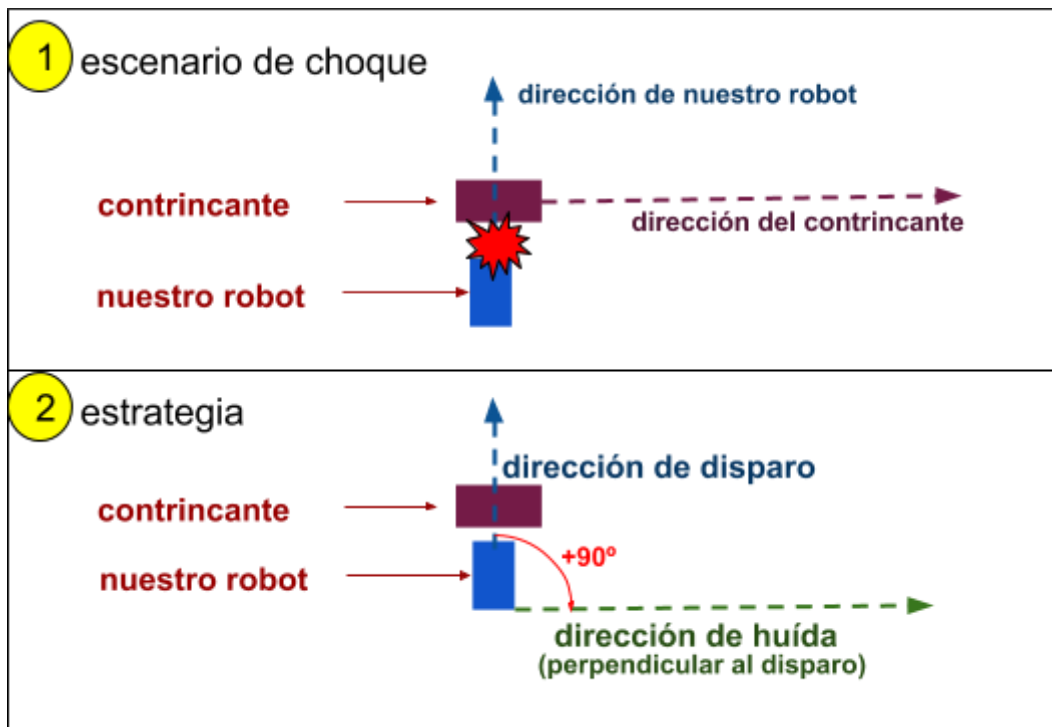 1 escenario de choque
dirección de nuestro robot
contrincante
dirección del contrincante
nuestro robot
2 estrategia
dirección de disparo
contrincante
+90º
nuestro robot
dirección de huída
(perpendicular al disparo)